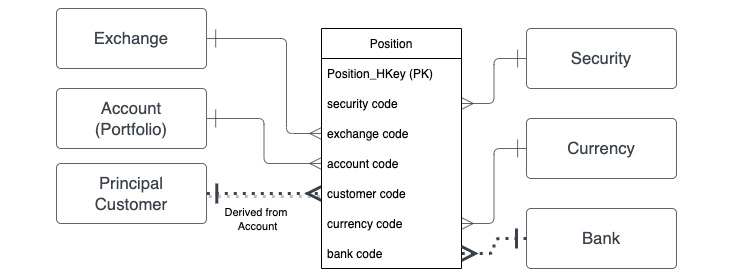 Exchange
Account
(Portfolio)
Principal
Customer
Derived from
Account
Position
Position_HKey (PK)
security code
exchange code
account code
customer code
currency code
bank code
Security
Currency
Bank